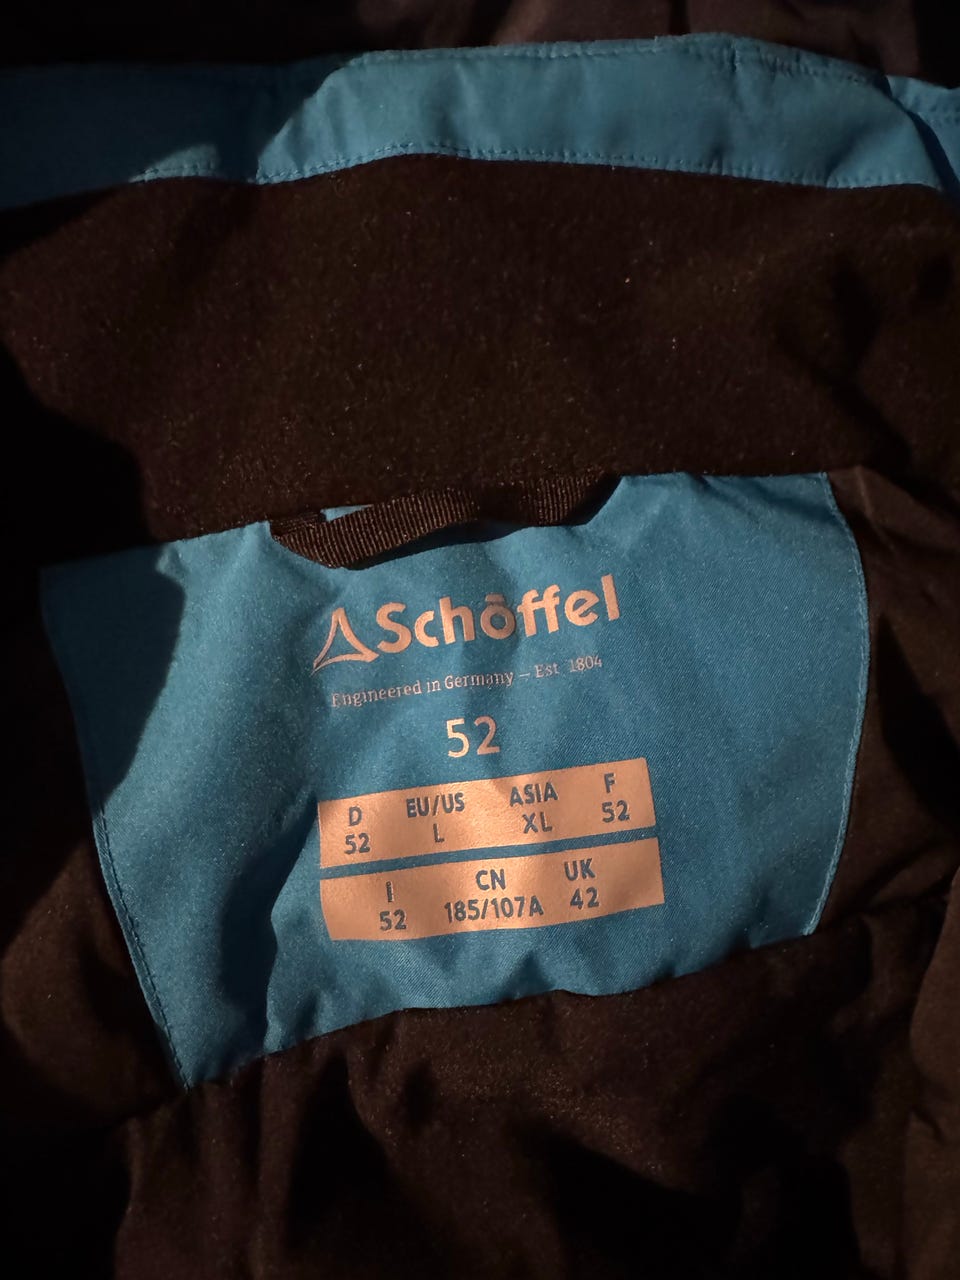 Schöffel
Engineered in Germany – Est. 1804
52
D EU/US ASIA F
52 L XL 52
I CN UK
52 185/107A 42